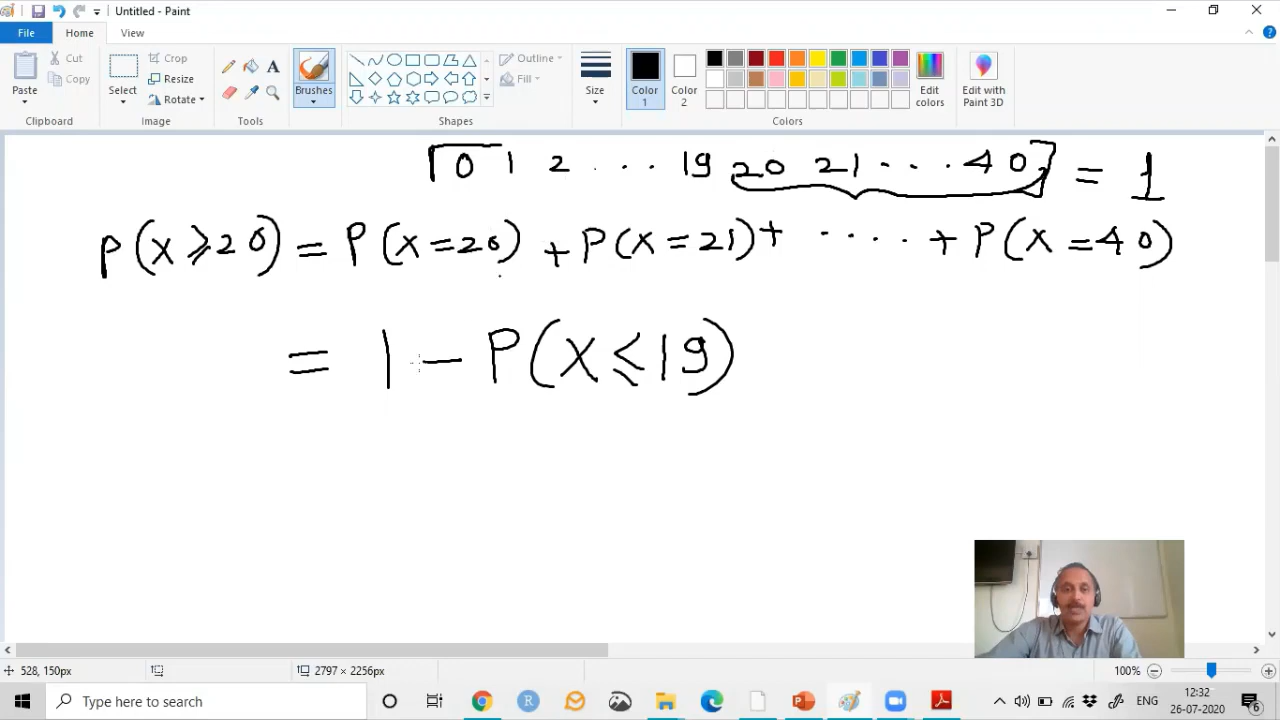 Untitled - Paint
File Home View
Paste Cut Copy Clipboard
Select Crop Resize Rotate Image
Tools
Brushes
Outline Fill Shapes
Size
Color 1 Color 2 Edit colors Colors
Edit with Paint 3D
0 1 2 ... 19 20 21 .... 40 = 1
P(X ≥ 20) = P(X = 20) + P(X = 21) + ..... + P(X = 40)
= 1 - P(X ≤ 19)
528, 150px 2797 × 2256px 100%
Type here to search R ENG 12:32 26-07-2020 6